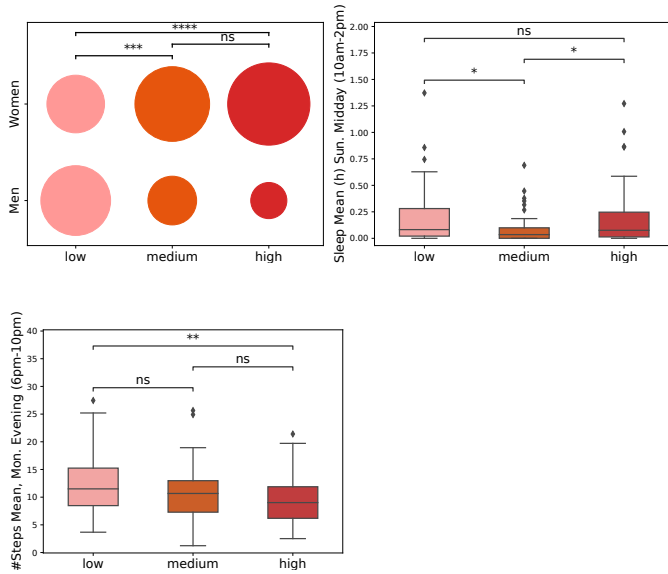 ****
***
ns
Women
Men
low
medium
high
Sleep Mean (h) Sun. Midday (10am-2pm)
2.00
1.75
1.50
1.25
1.00
0.75
0.50
0.25
0.00
ns
*
*
low
medium
high
#Steps Mean, Mon. Evening (6pm-10pm)
40
35
30
25
20
15
10
5
0
**
ns
ns
low
medium
high